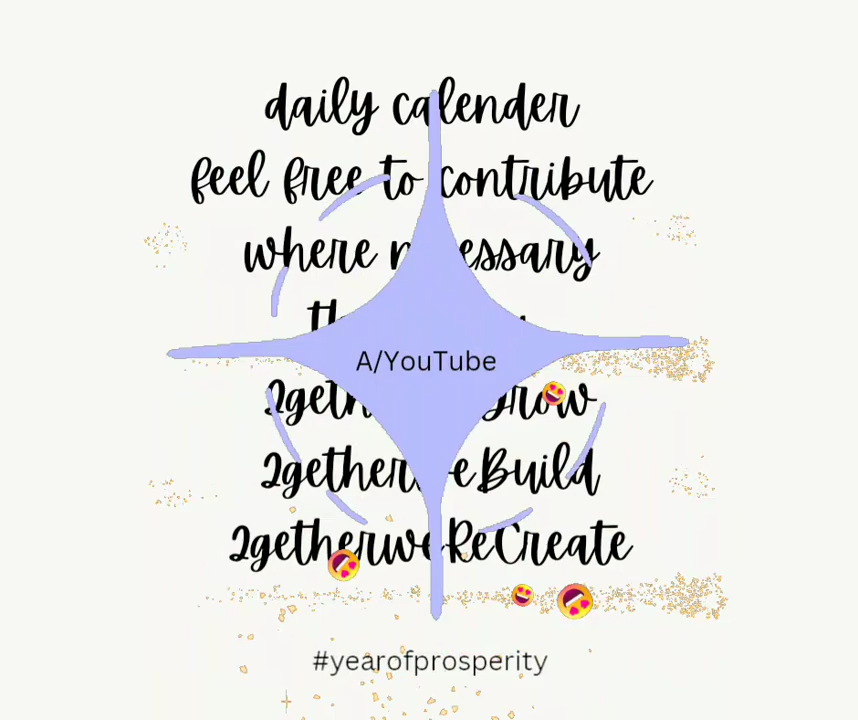 daily calender
feel free to contribute
where
A/YouTube
2getherweBuild
2getherweReCreate
#yearofprosperity